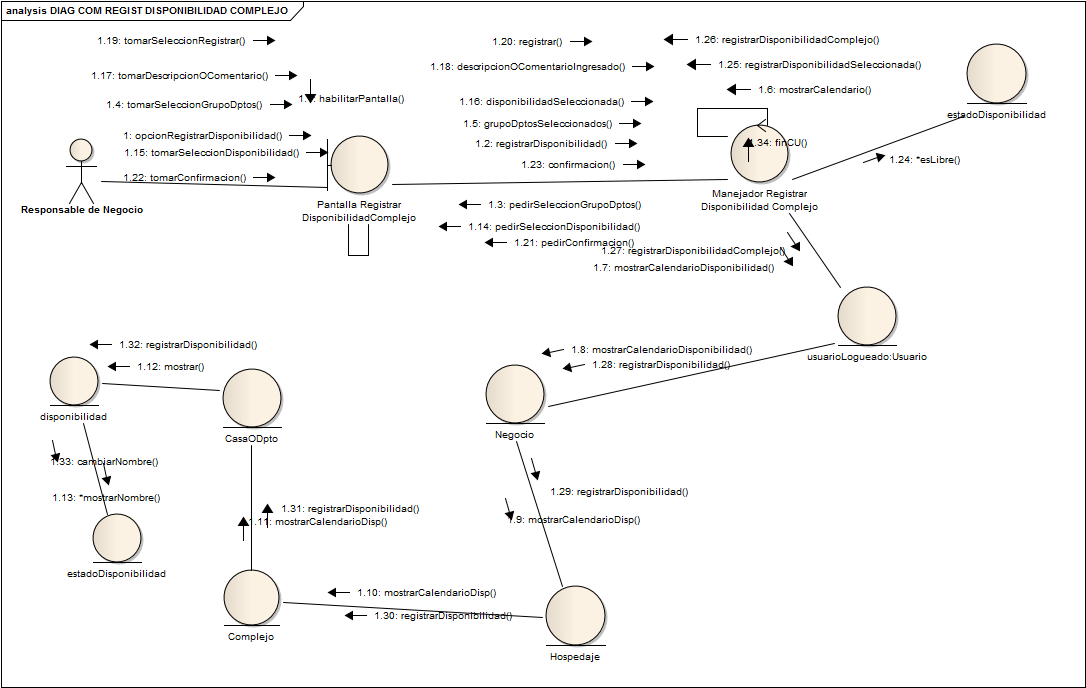 analysis DIAG COM REGIST DISPONIBILIDAD COMPLEJO
1.19: tomarSeleccionRegistrar()
1.20: registrar()
1.26: registrarDisponibilidadComplejo()
1.18: descripcionOComentarioIngresado()
1.25: registrarDisponibilidadSeleccionada()
1.17: tomarDescripcionOComentario()
1.6: mostrarCalendario()
1.4: tomarSeleccionGrupoDptos()
habilitarPantalla()
1.16: disponibilidadSeleccionada()
estadoDisponibilidad
1.5: grupoDptosSeleccionados()
1: opcionRegistrarDisponibilidad()
1.2: registrarDisponibilidad()
1.34: finCU()
1.15: tomarSeleccionDisponibilidad()
1.24: *esLibre()
1.23: confirmacion()
1.22: tomarConfirmacion()
Responsable de Negocio
Pantalla Registrar
DisponibilidadComplejo
Manejador Registrar
Disponibilidad Complejo
1.3: pedirSeleccionGrupoDptos()
1.14: pedirSeleccionDisponibilidad()
1.21: pedirConfirmacion()
1.27: registrarDisponibilidadComplejo()
1.7: mostrarCalendarioDisponibilidad()
1.32: registrarDisponibilidad()
1.8: mostrarCalendarioDisponibilidad()
usuarioLogueado:Usuario
1.12: mostrar()
1.28: registrarDisponibilidad()
disponibilidad
CasaODpto
Negocio
1.33: cambiarNombre()
1.13: *mostrarNombre()
1.29: registrarDisponibilidad()
1.31: registrarDisponibilidad()
1.11: mostrarCalendarioDisp()
1.9: mostrarCalendarioDisp()
estadoDisponibilidad
1.10: mostrarCalendarioDisp()
1.30: registrarDisponibilidad()
Complejo
Hospedaje